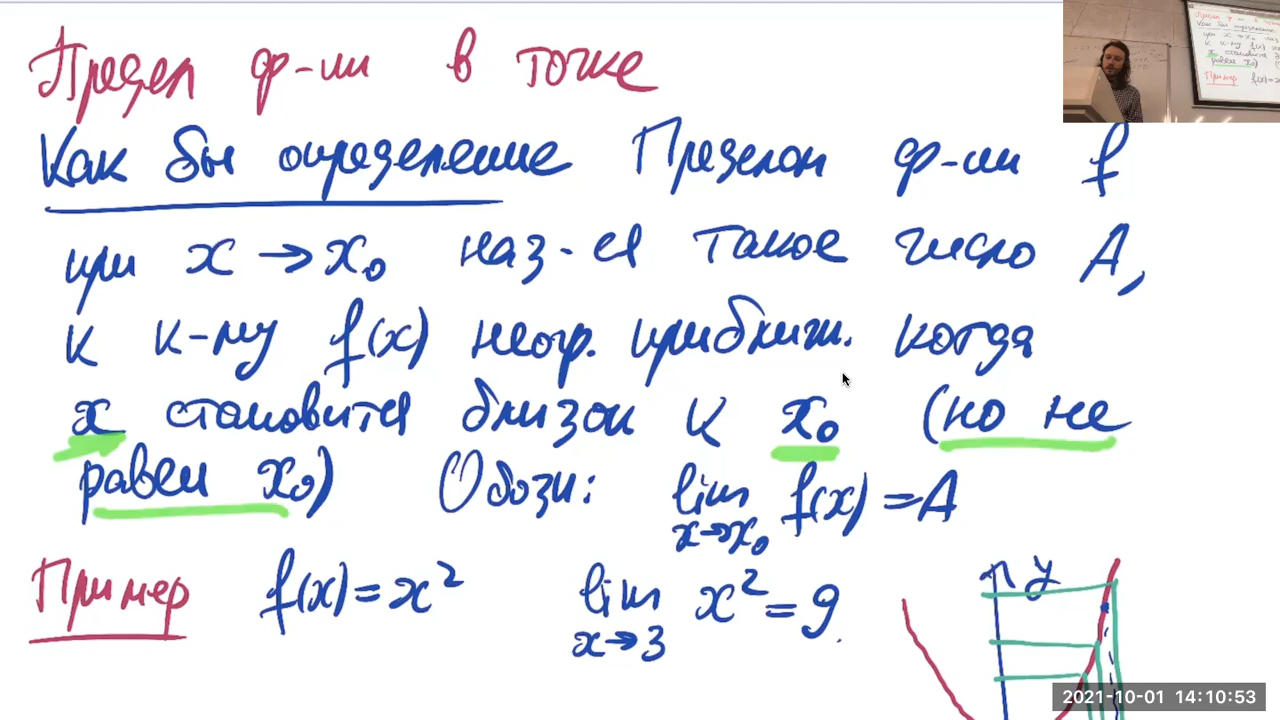 Предел ф-ии в точке
Как бы определение Пределом ф-ии f
при x → x₀ наз-ся такое число A,
к к-му f(x) неогр. приближ. когда
x становится близок к x₀ (но не
равен x₀) Обозн: lim f(x) = A
x→x₀
Пример f(x) = x² lim x² = 9.
x→3
y
2021-10-01 14:10:53